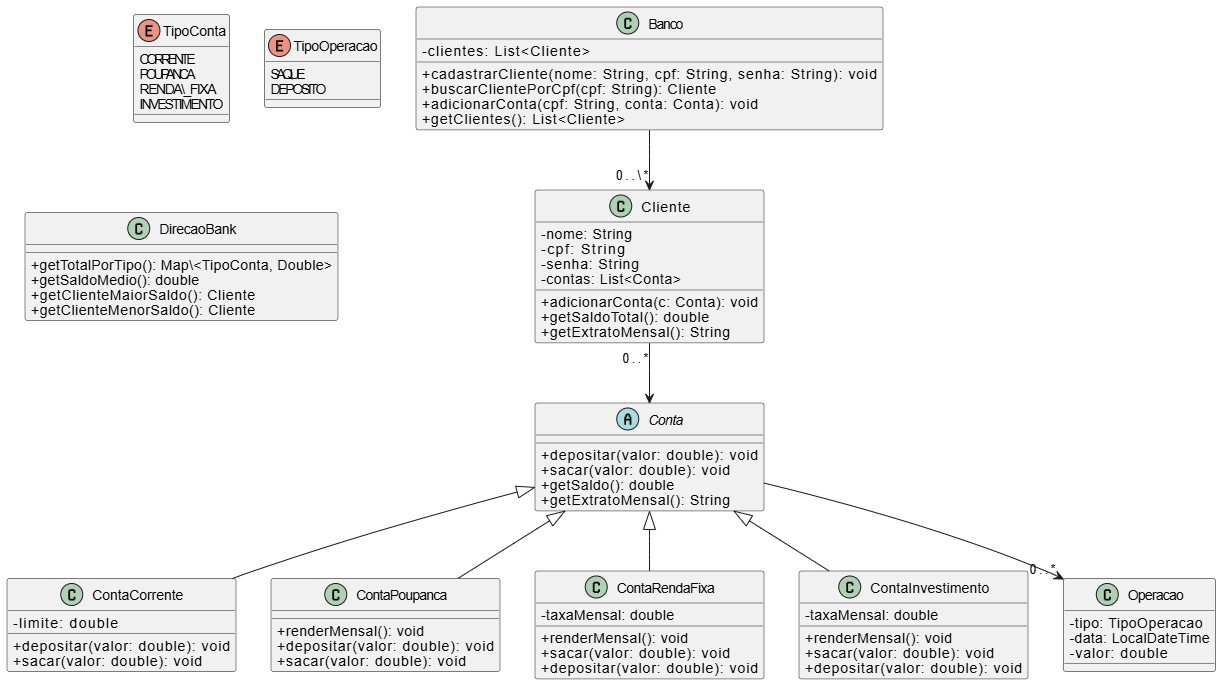 E TipoConta
CORRENTE
POUPANCA
RENDA\_FIXA
INVESTIMENTO
E TipoOperacao
SAQUE
DEPOSITO
C Banco
-clientes: List<Cliente>
+cadastrarCliente(nome: String, cpf: String, senha: String): void
+buscarClientePorCpf(cpf: String): Cliente
+adicionarConta(cpf: String, conta: Conta): void
+getClientes(): List<Cliente>
0..\*
C DirecaoBank
+getTotalPorTipo(): Map\<TipoConta, Double>
+getSaldoMedio(): double
+getClienteMaiorSaldo(): Cliente
+getClienteMenorSaldo(): Cliente
C Cliente
-nome: String
-cpf: String
-senha: String
-contas: List<Conta>
+adicionarConta(c: Conta): void
+getSaldoTotal(): double
+getExtratoMensal(): String
0..*
A Conta
+depositar(valor: double): void
+sacar(valor: double): void
+getSaldo(): double
+getExtratoMensal(): String
0..*
C ContaCorrente
-limite: double
+depositar(valor: double): void
+sacar(valor: double): void
C ContaPoupanca
+renderMensal(): void
+depositar(valor: double): void
+sacar(valor: double): void
C ContaRendaFixa
-taxaMensal: double
+renderMensal(): void
+sacar(valor: double): void
+depositar(valor: double): void
C ContaInvestimento
-taxaMensal: double
+renderMensal(): void
+sacar(valor: double): void
+depositar(valor: double): void
C Operacao
-tipo: TipoOperacao
-data: LocalDateTime
-valor: double